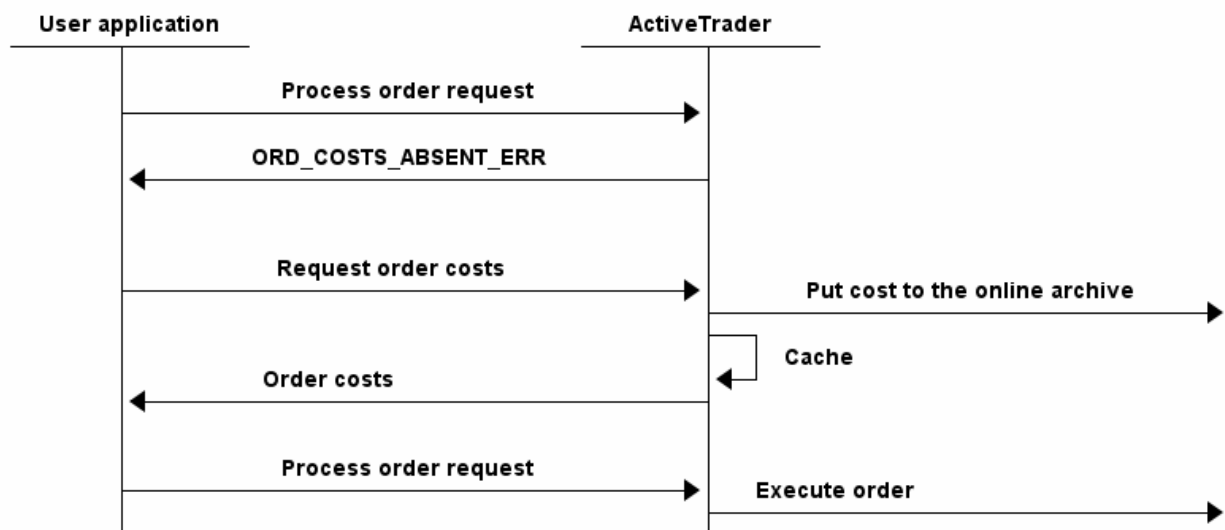 User application
ActiveTrader
Process order request
ORD_COSTS_ABSENT_ERR
Request order costs
Put cost to the online archive
Cache
Order costs
Process order request
Execute order